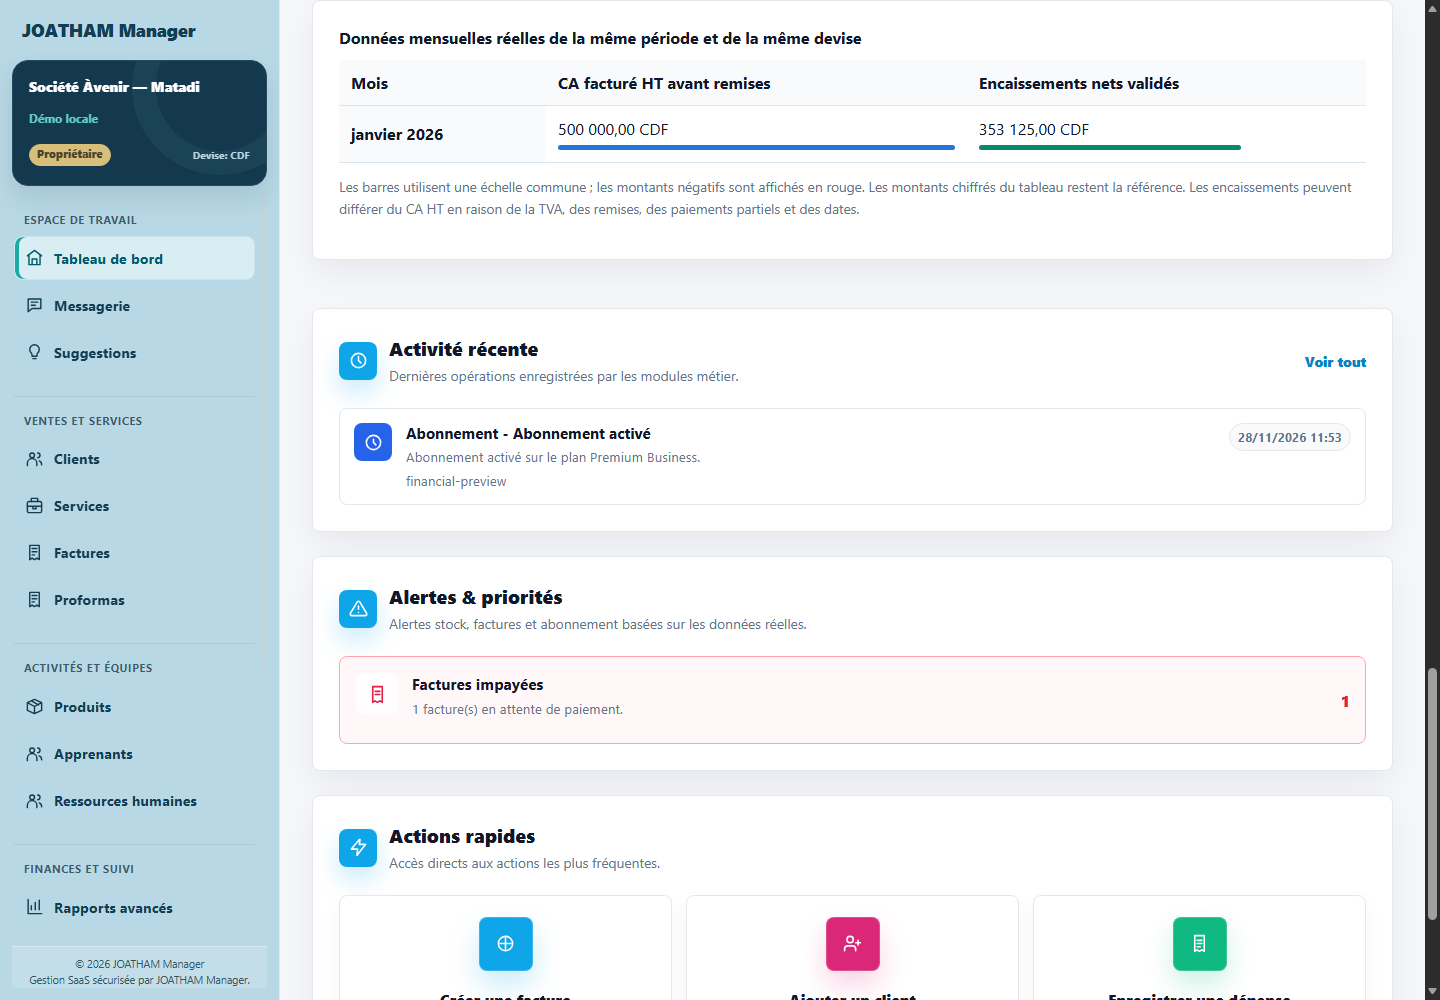 JOATHAM Manager
Société Àvenir — Matadi
Démo locale
Propriétaire
Devise: CDF
ESPACE DE TRAVAIL
Tableau de bord
Messagerie
Suggestions
VENTES ET SERVICES
Clients
Services
Factures
Proformas
ACTIVITÉS ET ÉQUIPES
Produits
Apprenants
Ressources humaines
FINANCES ET SUIVI
Rapports avancés
© 2026 JOATHAM Manager
Gestion SaaS sécurisée par JOATHAM Manager.
Données mensuelles réelles de la même période et de la même devise
Mois CA facturé HT avant remises Encaissements nets validés
janvier 2026 500 000,00 CDF 353 125,00 CDF
Les barres utilisent une échelle commune ; les montants négatifs sont affichés en rouge. Les montants chiffrés du tableau restent la référence. Les encaissements peuvent
différer du CA HT en raison de la TVA, des remises, des paiements partiels et des dates.
Activité récente
Dernières opérations enregistrées par les modules métier.
Voir tout
Abonnement - Abonnement activé
28/11/2026 11:53
Abonnement activé sur le plan Premium Business.
financial-preview
Alertes & priorités
Alertes stock, factures et abonnement basées sur les données réelles.
Factures impayées
1 facture(s) en attente de paiement.
1
Actions rapides
Accès directs aux actions les plus fréquentes.
Créer une facture
Ajouter un client
Enregistrer une dépense